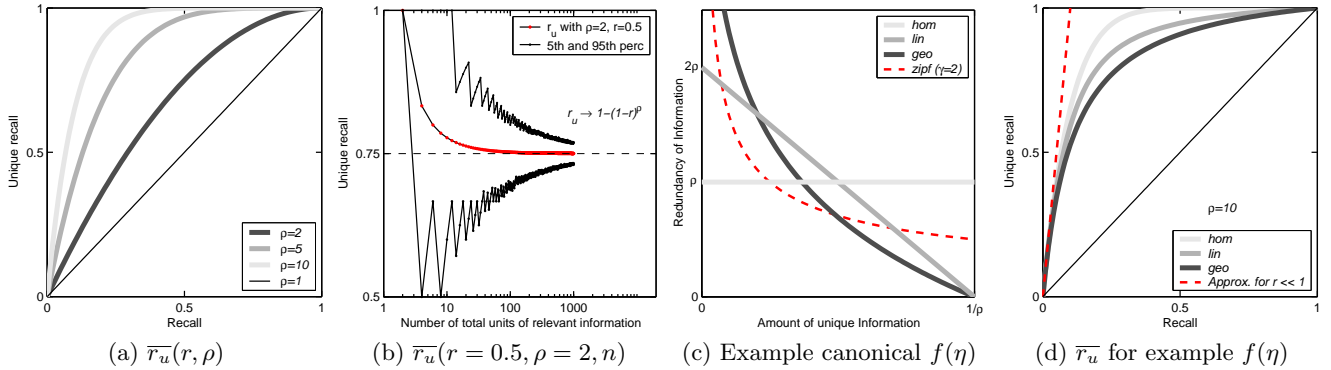 1
0.5
0
0
0.5
1
Unique recall
Recall
ρ=2
ρ=5
ρ=10
ρ=1
(a) r_u(r, ρ)
1
0.75
0.5
1
10
100
1000
Unique recall
Number of total units of relevant information
r_u with ρ=2, r=0.5
5th and 95th perc
r_u → 1−(1−r)^ρ
(b) r_u(r = 0.5, ρ = 2, n)
2ρ
ρ
0
0
1/ρ
Redundancy of Information
Amount of unique Information
hom
lin
geo
zipf (γ=2)
(c) Example canonical f(η)
1
0.5
0
0
0.5
1
Unique recall
Recall
ρ=10
hom
lin
geo
Approx. for r << 1
(d) r_u for example f(η)